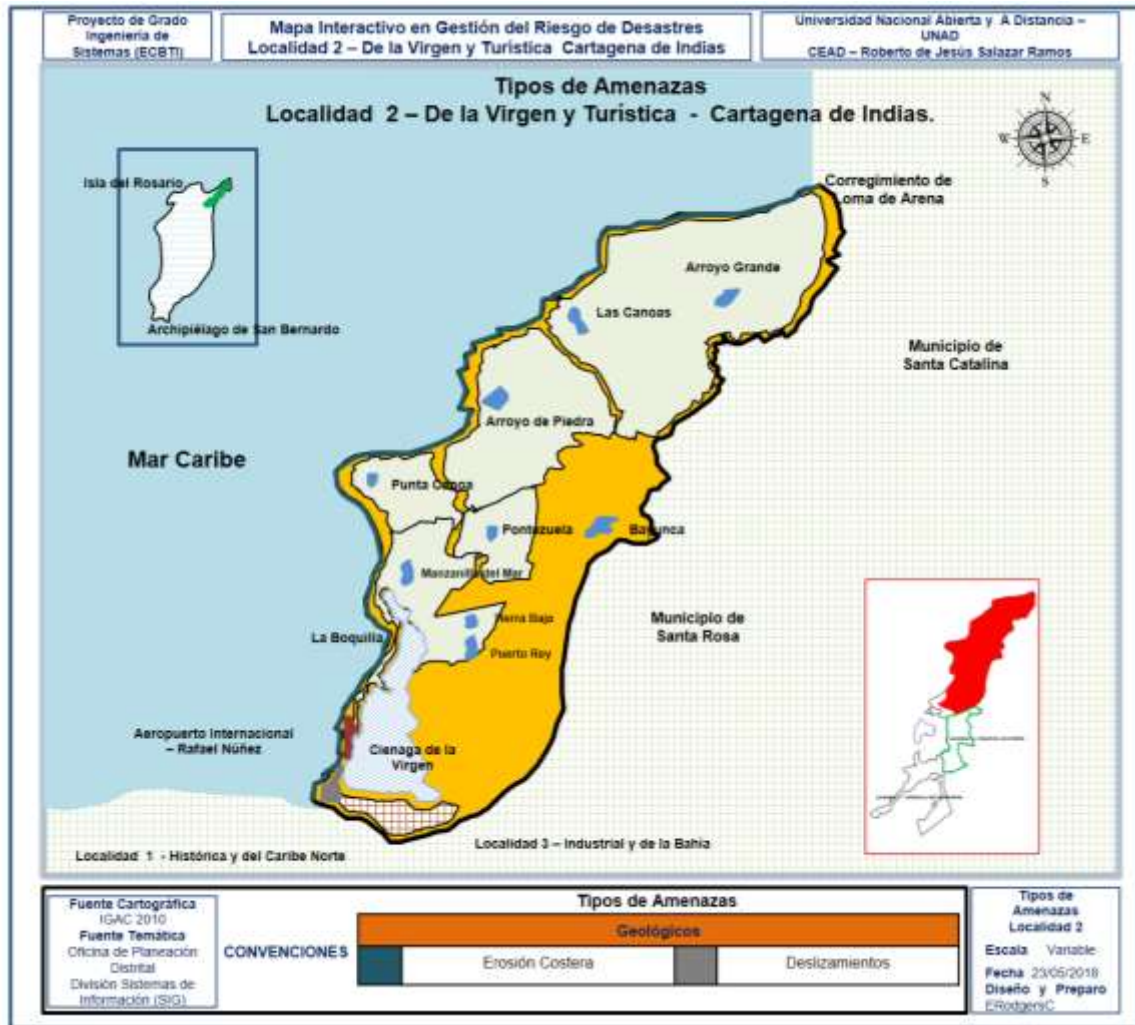 Proyecto de Grado
Ingeniería de
Sistemas (ECBTI)
Mapa Interactivo en Gestión del Riesgo de Desastres
Localidad 2 – De la Virgen y Turística Cartagena de Indias
Universidad Nacional Abierta y A Distancia –
UNAD
CEAD – Roberto de Jesús Salazar Ramos
Tipos de Amenazas
Localidad 2 – De la Virgen y Turística - Cartagena de Indias.
N
W
E
S
Isla del Rosario
Archipiélago de San Bernardo
Corregimiento de
Loma de Arena
Arroyo Grande
Las Canoas
Municipio de
Santa Catalina
Arroyo de Piedra
Mar Caribe
Punta Canoa
Pontezuela
Bayunca
Manzanillo del Mar
Tierra Baja
Puerto Rey
Municipio de
Santa Rosa
La Boquilla
Aeropuerto Internacional
– Rafael Núñez
Cienaga de la
Virgen
Localidad 3 – Industrial y de la Bahía
Localidad 1 - Histórica y del Caribe Norte
Fuente Cartográfica
IGAC 2010
Fuente Temática
Oficina de Planeación
Distrital
División Sistemas de
Información (SIG)
CONVENCIONES
Tipos de Amenazas
Geológicos
Erosión Costera
Deslizamientos
Tipos de
Amenazas
Localidad 2
Escala Variable
Fecha 23/05/2018
Diseño y Preparo
ERodgersC